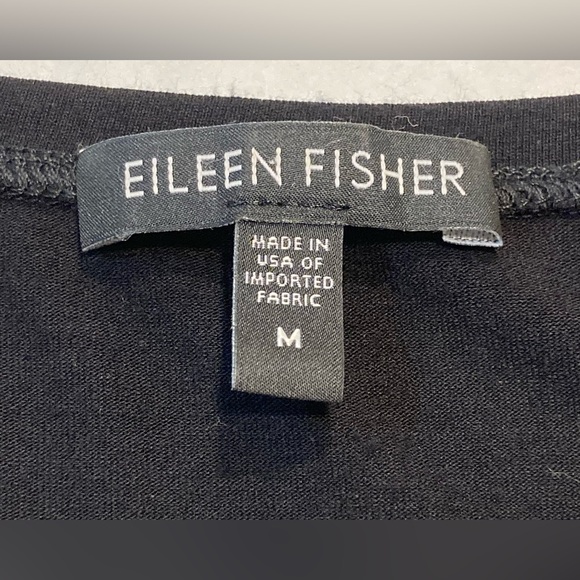 EILEEN FISHER
MADE IN
USA OF
IMPORTED
FABRIC
M